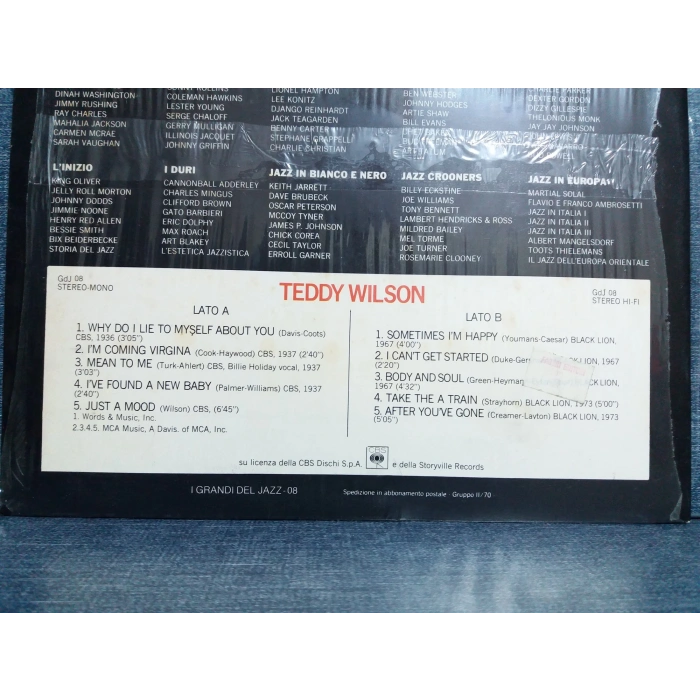 DINAH WASHINGTON
JIMMY RUSHING
RAY CHARLES
MAHALIA JACKSON
CARMEN MCRAE
SARAH VAUGHAN
SONNY ROLLINS
COLEMAN HAWKINS
LESTER YOUNG
SERGE CHALOFF
GERRY MULLIGAN
ILLINOIS JACQUET
JOHNNY GRIFFIN
LIONEL HAMPTON
LEE KONITZ
DJANGO REINHARDT
JACK TEAGARDEN
BENNY CARTER
STEPHANE GRAPPELLI
CHARLIE CHRISTIAN
BEN WEBSTER
JOHNNY HODGES
ARTIE SHAW
BILL EVANS
CHARLIE PARKER
DEXTER GORDON
DIZZY GILLESPIE
THELONIOUS MONK
JAY JAY JOHNSON
L'INIZIO
KING OLIVER
JELLY ROLL MORTON
JOHNNY DODDS
JIMMIE NOONE
HENRY RED ALLEN
BESSIE SMITH
BIX BEIDERBECKE
STORIA DEL JAZZ
I DURI
CANNONBALL ADDERLEY
CHARLES MINGUS
CLIFFORD BROWN
GATO BARBIERI
ERIC DOLPHY
MAX ROACH
ART BLAKEY
L'ESTETICA JAZZISTICA
JAZZ IN BIANCO E NERO
KEITH JARRETT
DAVE BRUBECK
OSCAR PETERSON
MCCOY TYNER
JAMES P. JOHNSON
CHICK COREA
CECIL TAYLOR
ERROLL GARNER
JAZZ CROONERS
BILLY ECKSTINE
JOE WILLIAMS
TONY BENNETT
LAMBERT HENDRICKS & ROSS
MILDRED BAILEY
MEL TORME
JOE TURNER
ROSEMARIE CLOONEY
JAZZ IN EUROPA
MARTIAL SOLAL
FLAVIO E FRANCO AMBROSETTI
JAZZ IN ITALIA I
JAZZ IN ITALIA II
JAZZ IN ITALIA III
ALBERT MANGELSDORF
TOOTS THIELEMANS
IL JAZZ DELL'EUROPA ORIENTALE
GdJ 08
STEREO-MONO
TEDDY WILSON
GdJ 08
STEREO HI-FI
LATO A
1. WHY DO I LIE TO MYSELF ABOUT YOU (Davis-Coots)
CBS, 1936 (3'05")
2. I'M COMING VIRGINA (Cook-Haywood) CBS, 1937 (2'40")
3. MEAN TO ME (Turk-Ahlert) CBS, Billie Holiday vocal, 1937
(3'03")
4. I'VE FOUND A NEW BABY (Palmer-Williams) CBS, 1937
(2'40")
5. JUST A MOOD (Wilson) CBS, (6'45")
1. Words & Music, Inc.
2.3.4.5. MCA Music, A Davis. of MCA, Inc.
LATO B
1. SOMETIMES I'M HAPPY (Youmans-Caesar) BLACK LION,
1967 (4'00")
2. I CAN'T GET STARTED LION, 1967
(2'20")
3. BODY AND SOUL (Green-Heyman LION,
1967 (4'32")
4. TAKE THE A TRAIN (Strayhorn) BLACK LION, 1973 (5'00")
5. AFTER YOU'VE GONE (Creamer-Layton) BLACK LION, 1973
(5'05")
su licenza della CBS Dischi S.p.A. CBS e della Storyville Records
I GRANDI DEL JAZZ-08
Spedizione in abbonamento postale - Gruppo II/70